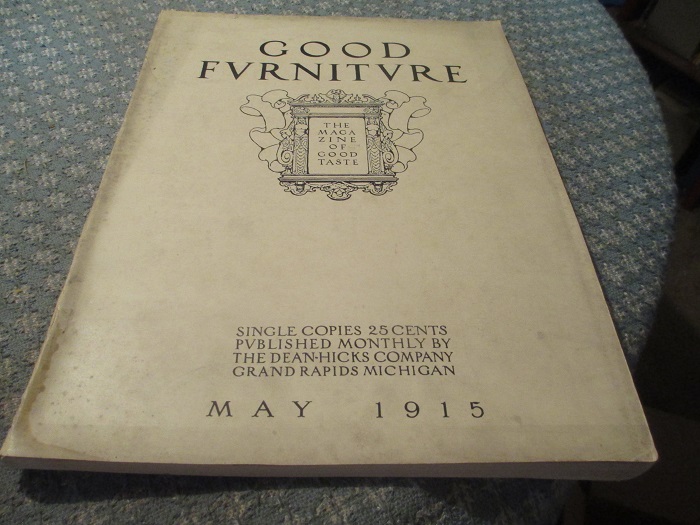 GOOD
FVRNITVRE
THE
MAGA
ZINE
OF
GOOD
TASTE
SINGLE COPIES 25 CENTS
PVBLISHED MONTHLY BY
THE DEAN-HICKS COMPANY
GRAND RAPIDS MICHIGAN
MAY 1915